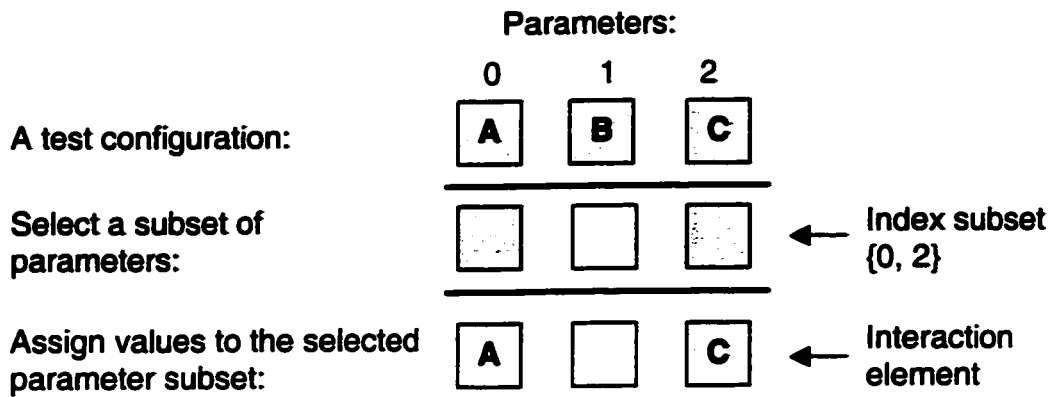 Parameters:
0 1 2
A test configuration: A B C
Select a subset of
parameters:
Index subset
{0, 2}
Assign values to the selected
parameter subset:
A C
Interaction
element